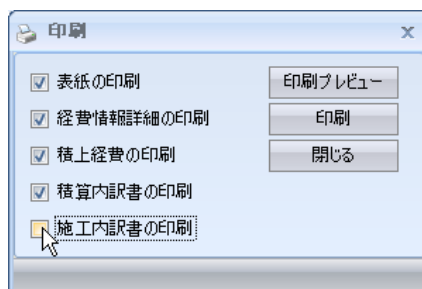 印刷
表紙の印刷
印刷プレビュー
経費情報詳細の印刷
印刷
積上経費の印刷
閉じる
積算内訳書の印刷
施工内訳書の印刷